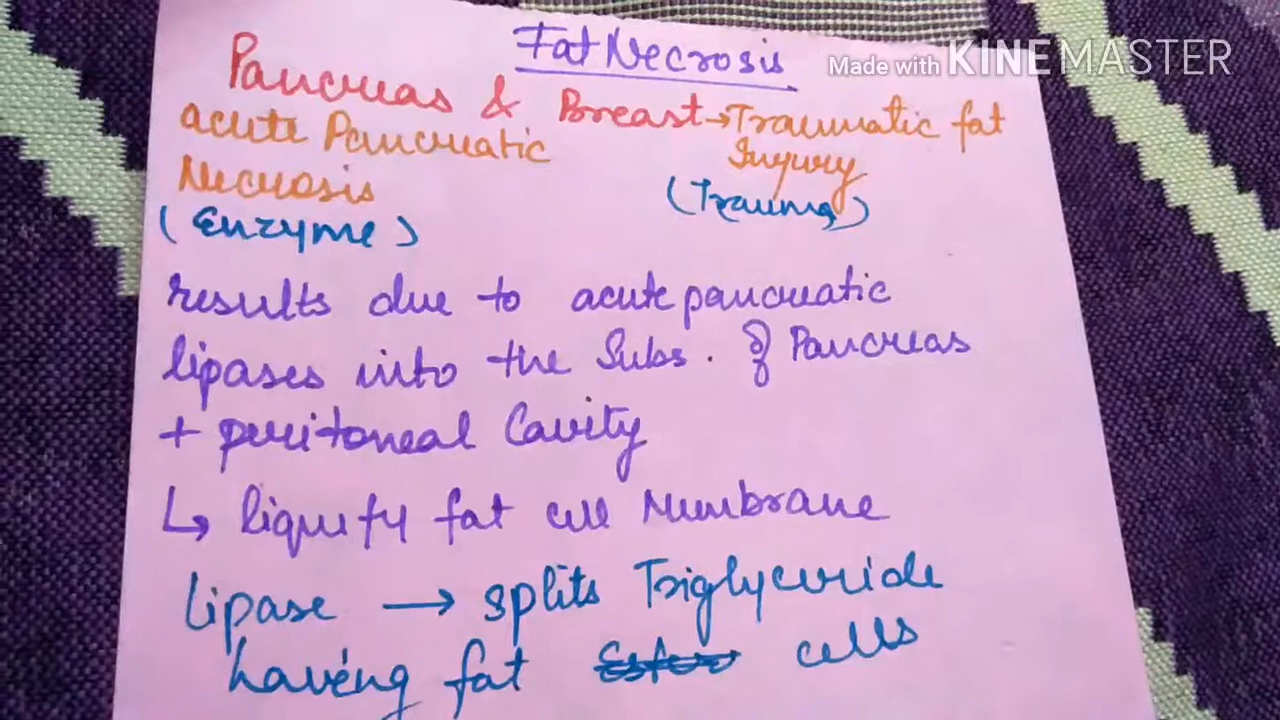 Fat Necrosis
Made with KINEMASTER
Pancreas & Breast → Traumatic fat
acute Pancreatic Injury
Necrosis (Trauma)
(Enzyme)
results due to acute pancreatic
lipases into the Subs. of Pancreas
+ peritoneal Cavity
↳ liquify fat cell Membrane
Lipase → splits Triglyceride
having fat cells